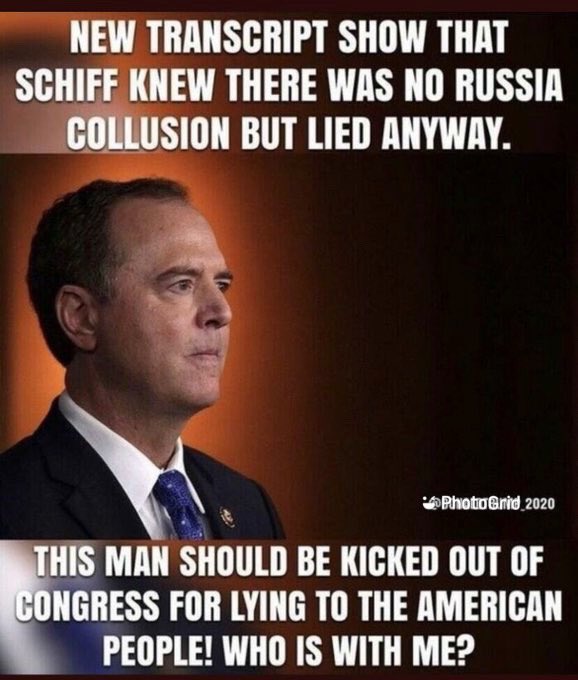 NEW TRANSCRIPT SHOW THAT
SCHIFF KNEW THERE WAS NO RUSSIA
COLLUSION BUT LIED ANYWAY.
PhotoGrid_2020
THIS MAN SHOULD BE KICKED OUT OF
CONGRESS FOR LYING TO THE AMERICAN
PEOPLE! WHO IS WITH ME?